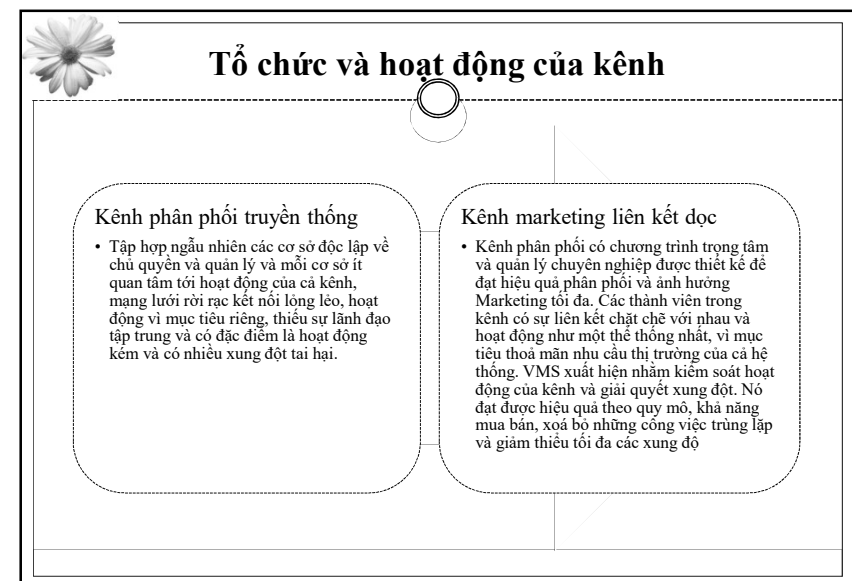 Tổ chức và hoạt động của kênh
Kênh phân phối truyền thống
• Tập hợp ngẫu nhiên các cơ sở độc lập về
chủ quyền và quản lý và mỗi cơ sở ít
quan tâm tới hoạt động của cả kênh,
mạng lưới rời rạc kết nối lỏng lẻo, hoạt
động vì mục tiêu riêng, thiếu sự lãnh đạo
tập trung và có đặc điểm là hoạt động
kém và có nhiều xung đột tai hại.
Kênh marketing liên kết dọc
• Kênh phân phối có chương trình trọng tâm
và quản lý chuyên nghiệp được thiết kế để
đạt hiệu quả phân phối và ảnh hưởng
Marketing tối đa. Các thành viên trong
kênh có sự liên kết chặt chẽ với nhau và
hoạt động như một thể thống nhất, vì mục
tiêu thoả mãn nhu cầu thị trường của cả hệ
thống. VMS xuất hiện nhằm kiểm soát hoạt
động của kênh và giải quyết xung đột. Nó
đạt được hiệu quả theo quy mô, khả năng
mua bán, xoá bỏ những công việc trùng lặp
và giảm thiểu tối đa các xung độ